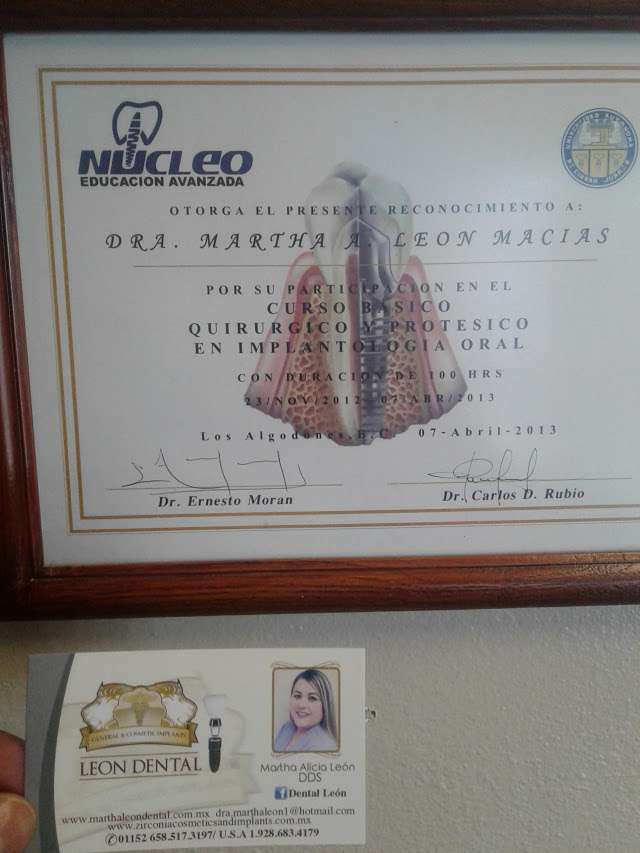 NUCLEO
EDUCACION AVANZADA
OTORGA EL PRESENTE RECONOCIMIENTO A:
DRA. MARTHA A. LEON MACIAS
POR SU PARTICIPACION EN EL
CURSO BASICO
QUIRURGICO Y PROTESICO
EN IMPLANTOLOGIA ORAL
CON DURACION DE 100 HRS
23/NOV/2012- 07/ABR/2013
Los Algodones, B.C. 07-Abril-2013
Dr. Ernesto Moran
Dr. Carlos D. Rubio
GENERAL & COSMETIC IMPLANTS
LEON DENTAL
Martha Alicia León
DDS
f Dental León
www.marthaleondental.com.mx dra.marthaleon1@hotmail.com
www.zirconiacosmeticsandimplants.com.mx
01152 658.517.3197/ U.S.A 1.928.683.4179